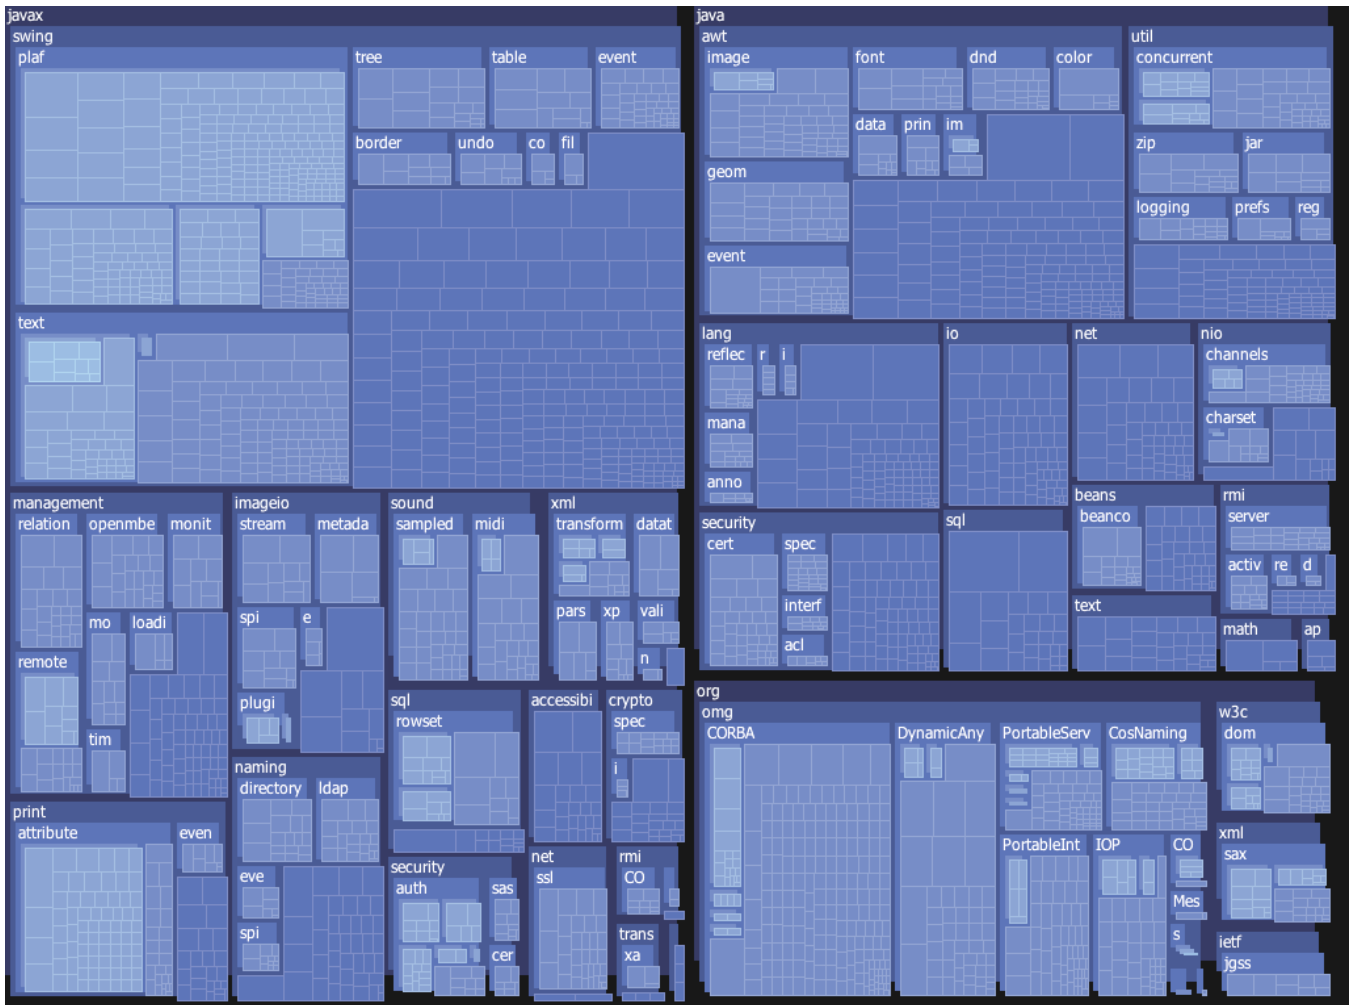 javax
swing
plaf
tree
table
event
border
undo
co
fil
text
management
relation
openmbe
monit
mo
loadi
remote
tim
imageio
stream
metada
spi
e
plugi
sound
sampled
midi
xml
transform
datat
pars
xp
vali
n
naming
directory
ldap
eve
spi
sql
rowset
accessibi
crypto
spec
i
print
attribute
even
security
auth
sas
cer
net
ssl
rmi
CO
trans
xa
java
awt
image
font
dnd
color
data
prin
im
geom
event
util
concurrent
zip
jar
logging
prefs
reg
lang
reflec
r
i
mana
anno
io
net
nio
channels
charset
security
cert
spec
interf
acl
sql
beans
beanco
text
rmi
server
activ
re
d
math
ap
org
omg
CORBA
DynamicAny
PortableServ
CosNaming
PortableInt
IOP
CO
Mes
s
w3c
dom
xml
sax
ietf
jgss